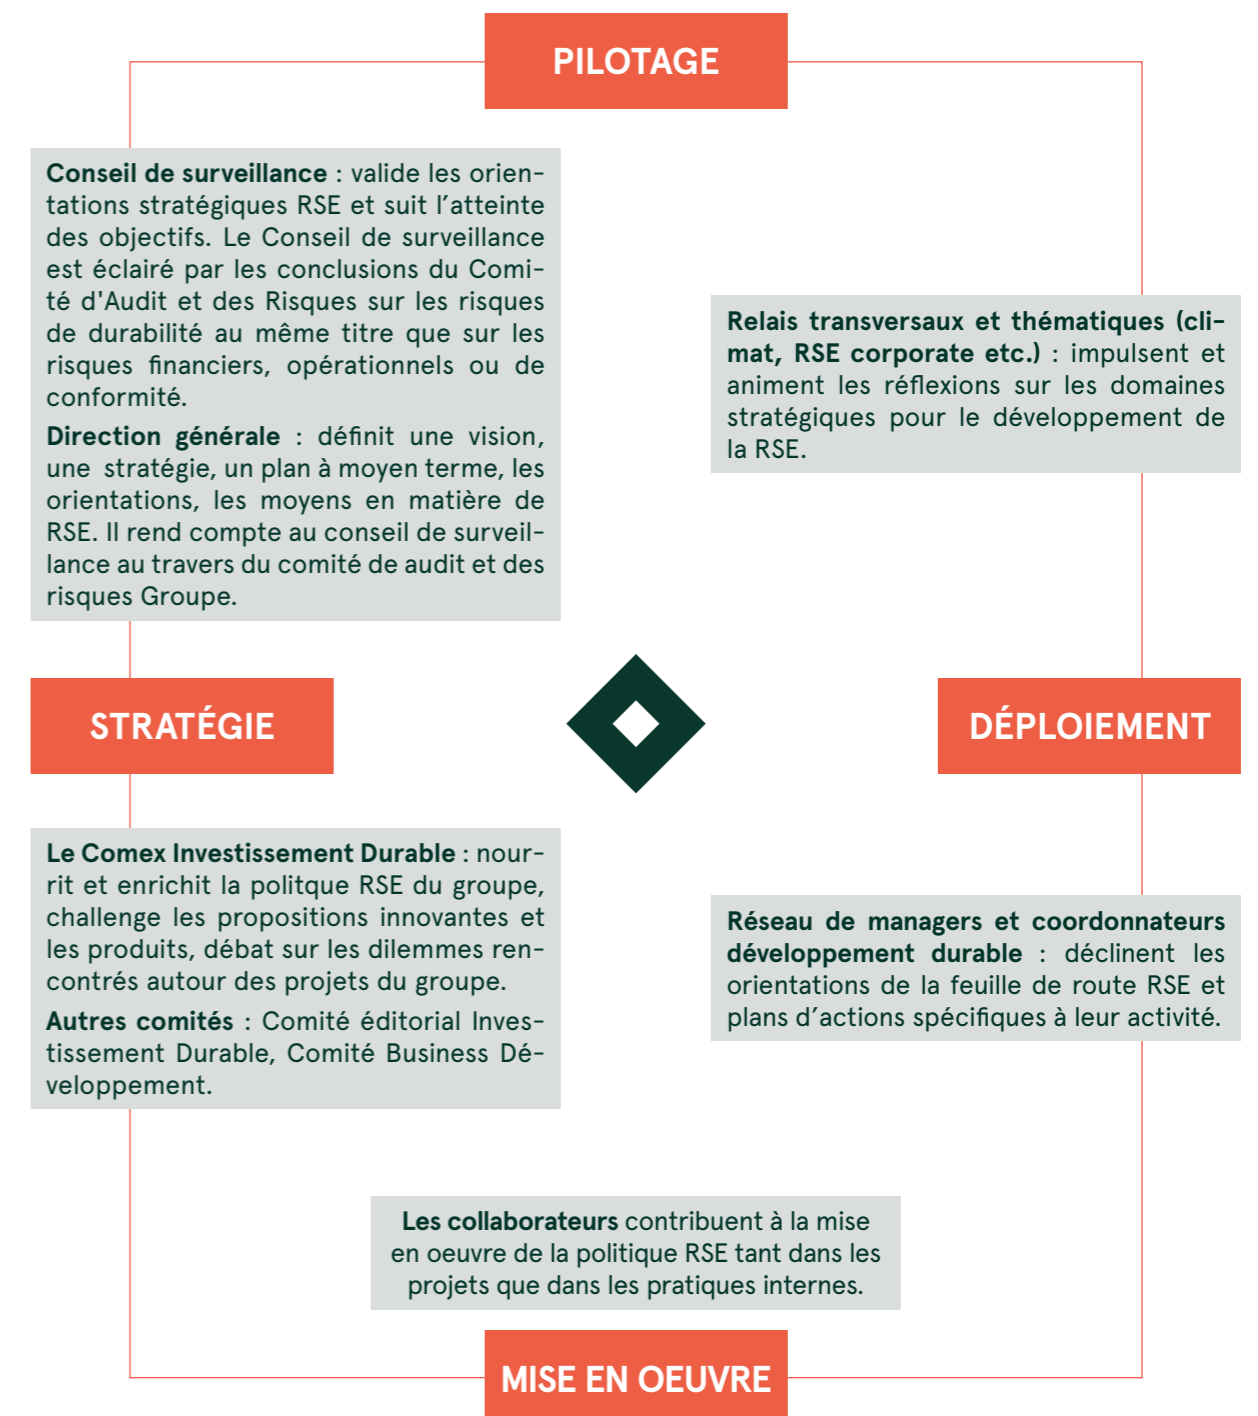 PILOTAGE
Conseil de surveillance : valide les orien-
tations stratégiques RSE et suit l’atteinte
des objectifs. Le Conseil de surveillance
est éclairé par les conclusions du Comi-
té d'Audit et des Risques sur les risques
de durabilité au même titre que sur les
risques financiers, opérationnels ou de
conformité.
Direction générale : définit une vision,
une stratégie, un plan à moyen terme, les
orientations, les moyens en matière de
RSE. Il rend compte au conseil de surveil-
lance au travers du comité de audit et des
risques Groupe.
Relais transversaux et thématiques (cli-
mat, RSE corporate etc.) : impulsent et
animent les réflexions sur les domaines
stratégiques pour le développement de
la RSE.
STRATÉGIE
DÉPLOIEMENT
Le Comex Investissement Durable : nour-
rit et enrichit la politque RSE du groupe,
challenge les propositions innovantes et
les produits, débat sur les dilemmes ren-
contrés autour des projets du groupe.
Autres comités : Comité éditorial Inves-
tissement Durable, Comité Business Dé-
veloppement.
Réseau de managers et coordonnateurs
développement durable : déclinent les
orientations de la feuille de route RSE et
plans d’actions spécifiques à leur activité.
Les collaborateurs contribuent à la mise
en oeuvre de la politique RSE tant dans les
projets que dans les pratiques internes.
MISE EN OEUVRE